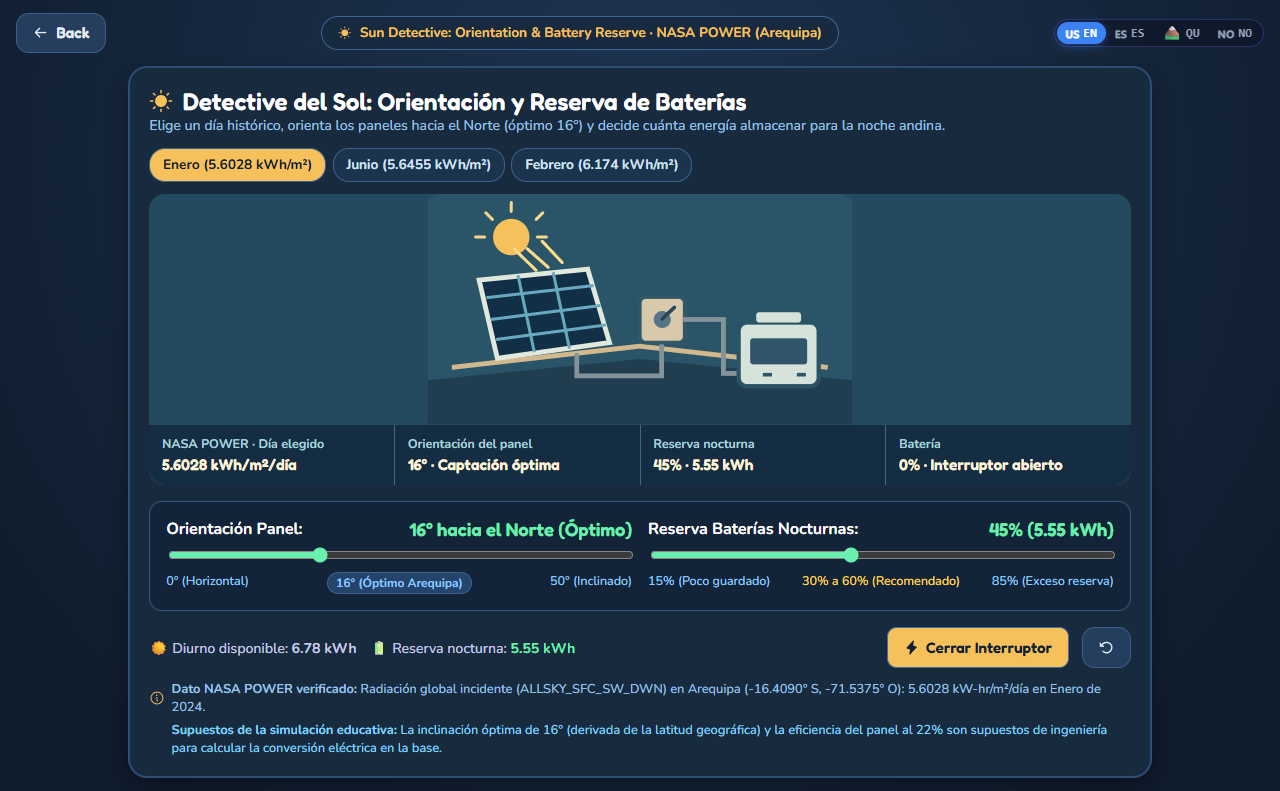 Back
Sun Detective: Orientation & Battery Reserve · NASA POWER (Arequipa)
US EN
ES ES
QU
NO NO
Detective del Sol: Orientación y Reserva de Baterías
Elige un día histórico, orienta los paneles hacia el Norte (óptimo 16°) y decide cuánta energía almacenar para la noche andina.
Enero (5.6028 kWh/m²)
Junio (5.6455 kWh/m²)
Febrero (6.174 kWh/m²)
NASA POWER · Día elegido
5.6028 kWh/m²/día
Orientación del panel
16° · Captación óptima
Reserva nocturna
45% · 5.55 kWh
Batería
0% · Interruptor abierto
Orientación Panel:
16° hacia el Norte (Óptimo)
0° (Horizontal)
16° (Óptimo Arequipa)
50° (Inclinado)
Reserva Baterías Nocturnas:
45% (5.55 kWh)
15% (Poco guardado)
30% a 60% (Recomendado)
85% (Exceso reserva)
Diurno disponible: 6.78 kWh
Reserva nocturna: 5.55 kWh
Cerrar Interruptor
Dato NASA POWER verificado: Radiación global incidente (ALLSKY_SFC_SW_DWN) en Arequipa (-16.4090° S, -71.5375° O): 5.6028 kW-hr/m²/día en Enero de
2024.
Supuestos de la simulación educativa: La inclinación óptima de 16° (derivada de la latitud geográfica) y la eficiencia del panel al 22% son supuestos de ingeniería
para calcular la conversión eléctrica en la base.